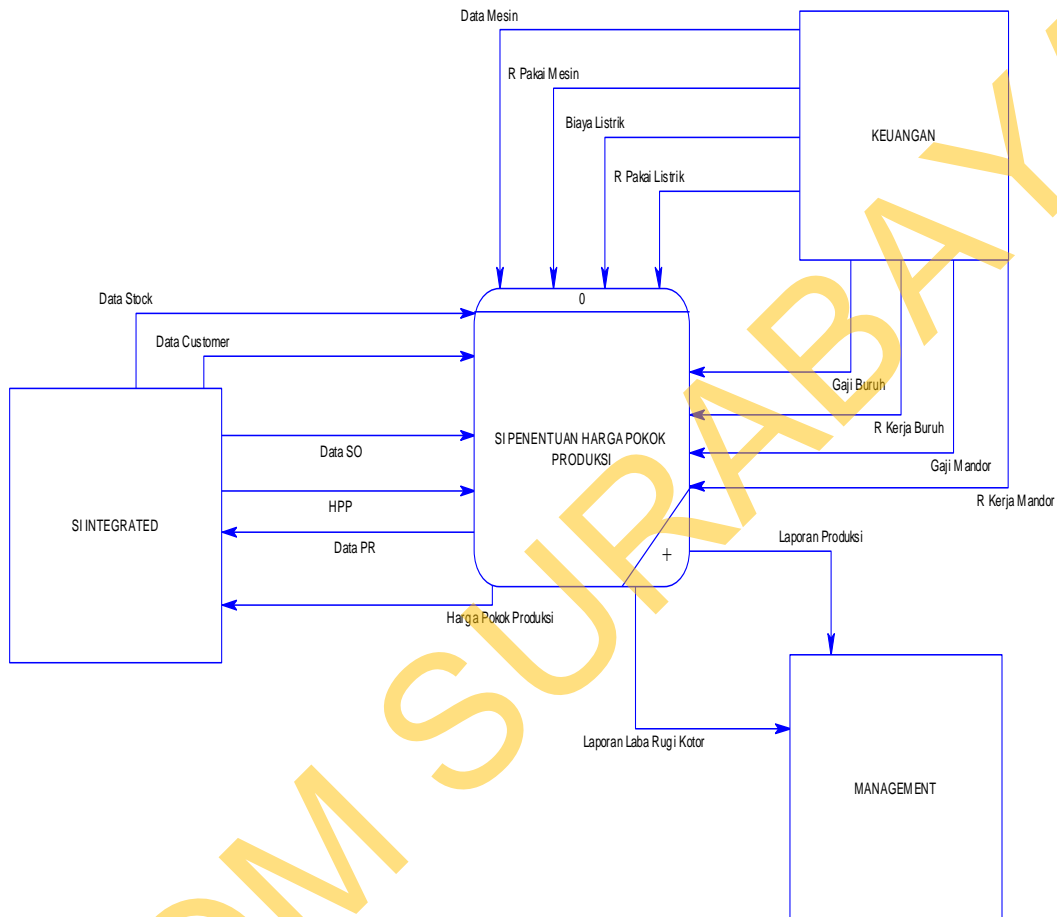 Data Mesin
R Pakai Mesin
Biaya Listrik
R Pakai Listrik
KEUANGAN
Data Stock
Data Customer
0
Gaji Buruh
R Kerja Buruh
Gaji Mandor
R Kerja Mandor
SI PENENTUAN HARGA POKOK
PRODUKSI
Data SO
HPP
SI INTEGRATED
Data PR
Harga Pokok Produksi
+
Laporan Produksi
Laporan Laba Rugi Kotor
MANAGEMENT
OM SURABAY